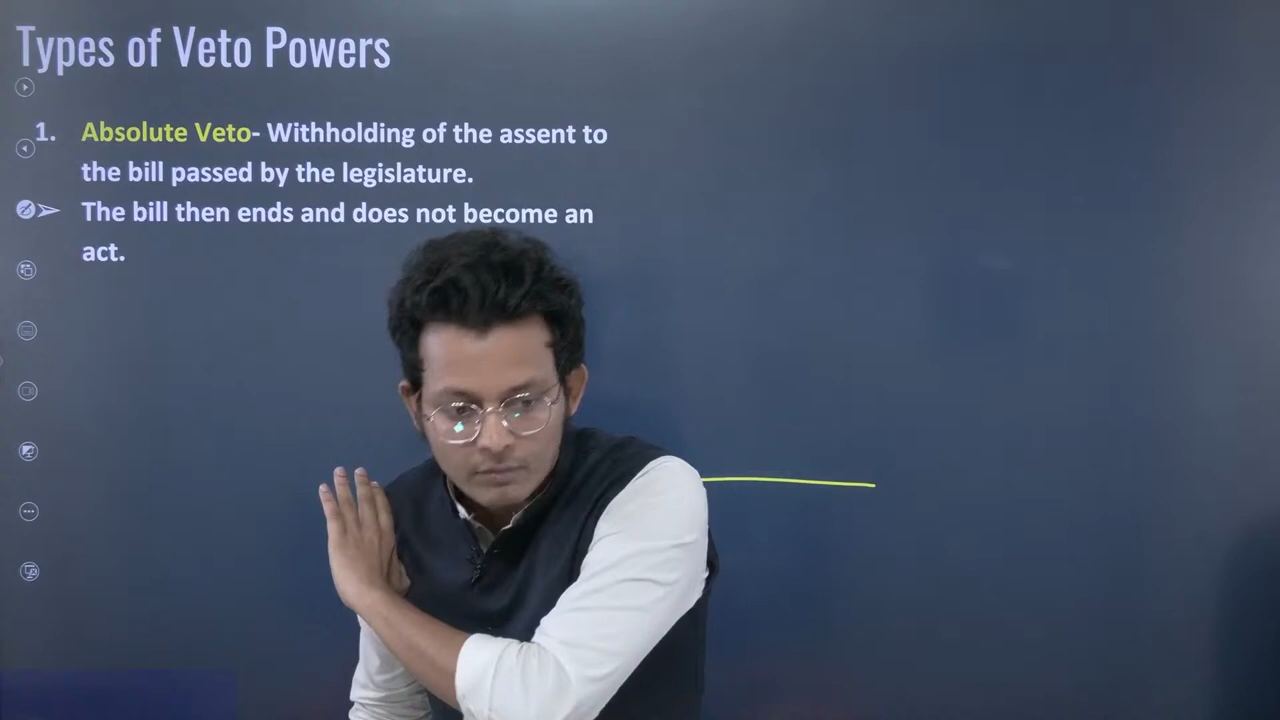 Types of Veto Powers
1. Absolute Veto- Withholding of the assent to
the bill passed by the legislature.
➢ The bill then ends and does not become an
act.